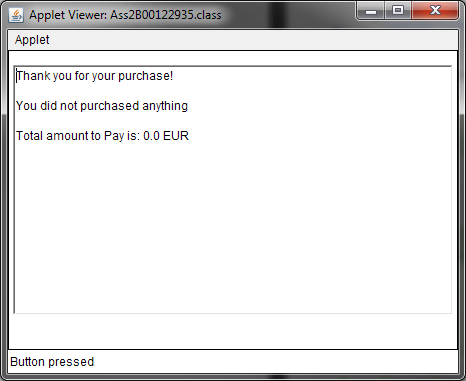 Applet Viewer: Ass2B00122935.class
Applet
Thank you for your purchase!
You did not purchased anything
Total amount to Pay is: 0.0 EUR
Button pressed